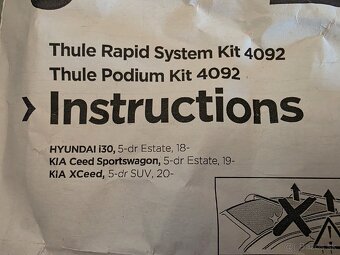 Thule Rapid System Kit 4092
Thule Podium Kit 4092
Instructions
HYUNDAI i30, 5-dr Estate, 18-
KIA Ceed Sportswagon, 5-dr Estate, 19-
KIA XCeed, 5-dr SUV, 20-